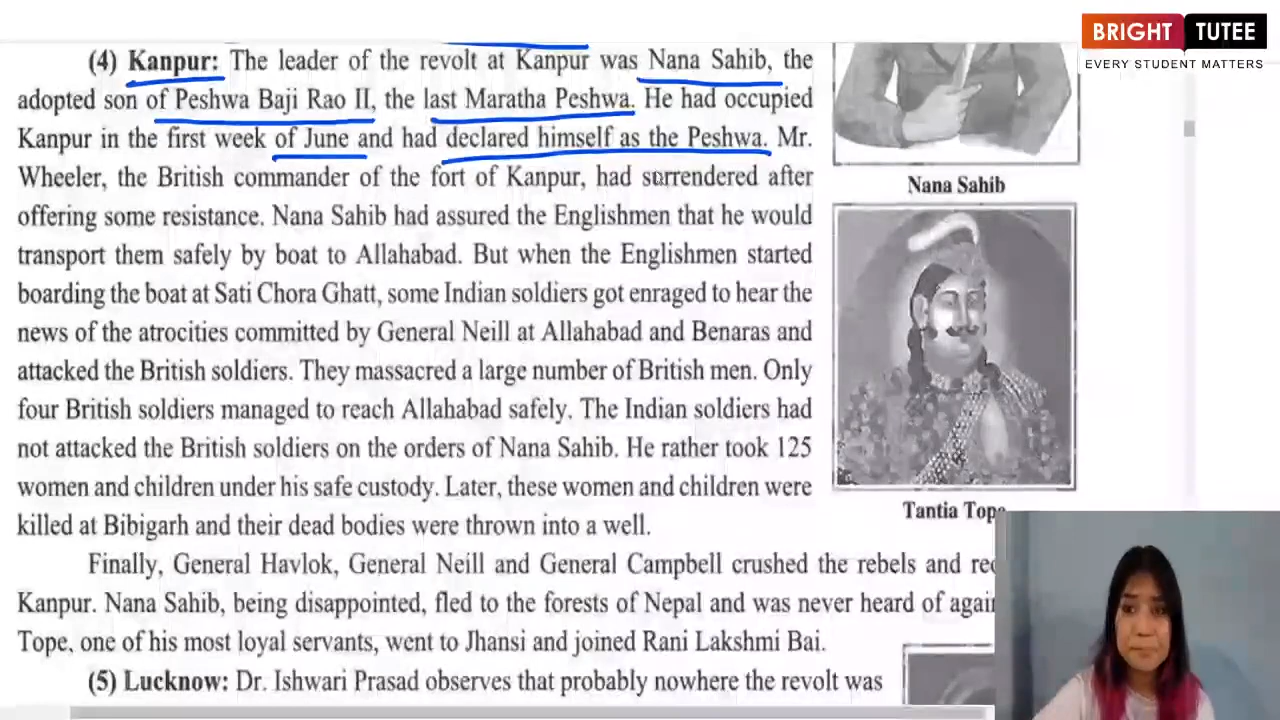 BRIGHT TUTEE
EVERY STUDENT MATTERS
(4) Kanpur: The leader of the revolt at Kanpur was Nana Sahib, the
adopted son of Peshwa Baji Rao II, the last Maratha Peshwa. He had occupied
Kanpur in the first week of June and had declared himself as the Peshwa. Mr.
Wheeler, the British commander of the fort of Kanpur, had surrendered after
offering some resistance. Nana Sahib had assured the Englishmen that he would
transport them safely by boat to Allahabad. But when the Englishmen started
boarding the boat at Sati Chora Ghatt, some Indian soldiers got enraged to hear the
news of the atrocities committed by General Neill at Allahabad and Benaras and
attacked the British soldiers. They massacred a large number of British men. Only
four British soldiers managed to reach Allahabad safely. The Indian soldiers had
not attacked the British soldiers on the orders of Nana Sahib. He rather took 125
women and children under his safe custody. Later, these women and children were
killed at Bibigarh and their dead bodies were thrown into a well.
Nana Sahib
Tantia Tope
Finally, General Havlok, General Neill and General Campbell crushed the rebels and
Kanpur. Nana Sahib, being disappointed, fled to the forests of Nepal and was never heard of
Tope, one of his most loyal servants, went to Jhansi and joined Rani Lakshmi Bai.
(5) Lucknow: Dr. Ishwari Prasad observes that probably nowhere the revolt was